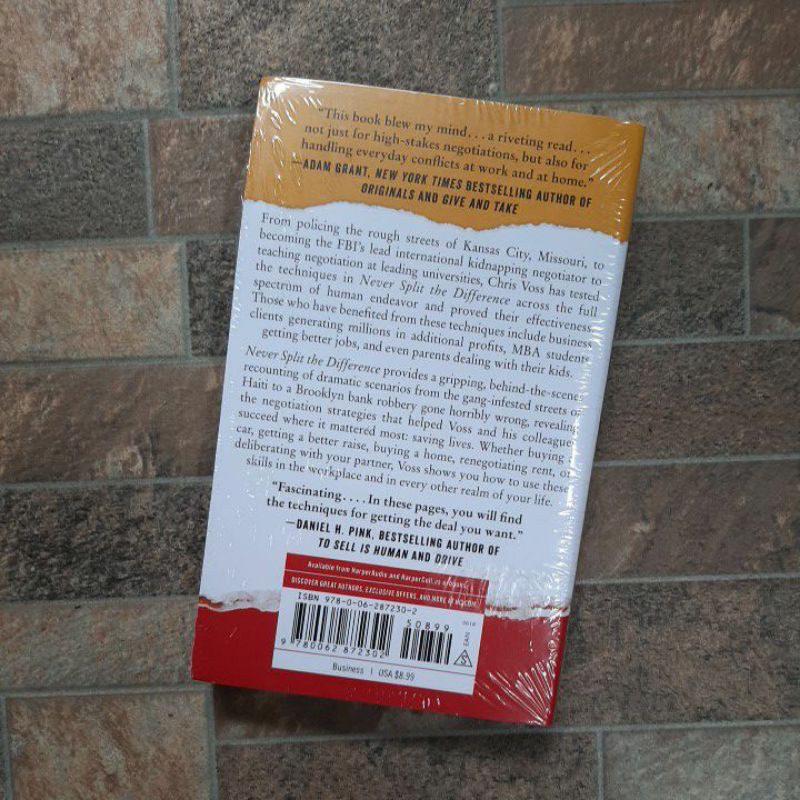 “This book blew my mind...a riveting read...
not just for high-stakes negotiations, but also for
handling everyday conflicts at work and at home.”
—ADAM GRANT, NEW YORK TIMES BESTSELLING AUTHOR OF
ORIGINALS AND GIVE AND TAKE
From policing the rough streets of Kansas City, Missouri, to
becoming the FBI's lead international kidnapping negotiator to
teaching negotiation at leading universities, Chris Voss has tested
the techniques in Never Split the Difference across the full
spectrum of human endeavor and proved their effectiveness.
Those who have benefited from these techniques include business
clients generating millions in additional profits, MBA students
getting better jobs, and even parents dealing with their kids.
Never Split the Difference provides a gripping, behind-the-scenes
recounting of dramatic scenarios from the gang-infested streets of
Haiti to a Brooklyn bank robbery gone horribly wrong, revealing
the negotiation strategies that helped Voss and his colleagues
succeed where it mattered most: saving lives. Whether buying a
car, getting a better raise, buying a home, renegotiating rent, or
deliberating with your partner, Voss shows you how to use these
skills in the workplace and in every other realm of your life.
“Fascinating.... In these pages, you will find
the techniques for getting the deal you want.”
—DANIEL H. PINK, BESTSELLING AUTHOR OF
TO SELL IS HUMAN AND DRIVE
Available from HarperAudio and HarperCollins
DISCOVER GREAT AUTHORS, EXCLUSIVE OFFERS, AND MORE AT HC.COM.
ISBN 978-0-06-287230-2
50899
EAN
9 780062 872302
Business | USA $8.99